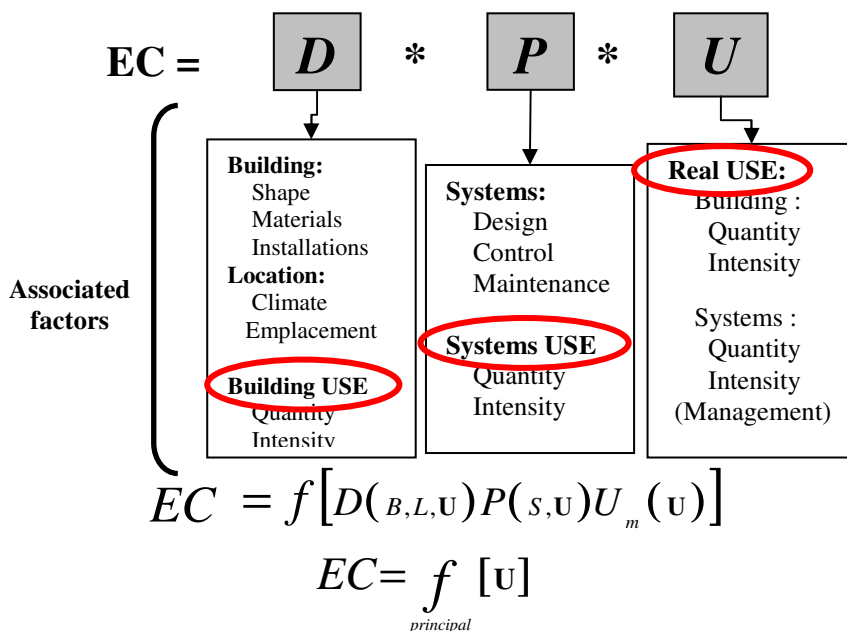 EC = D * P * U
Associated
factors
Building:
Shape
Materials
Installations
Location:
Climate
Emplacement
Building USE
Quantity
Intensity
Systems:
Design
Control
Maintenance
Systems USE
Quantity
Intensity
Real USE:
Building :
Quantity
Intensity
Systems :
Quantity
Intensity
(Management)
EC = f[D(B,L,U)P(S,U)U_m(U)]
EC= f [U]
principal